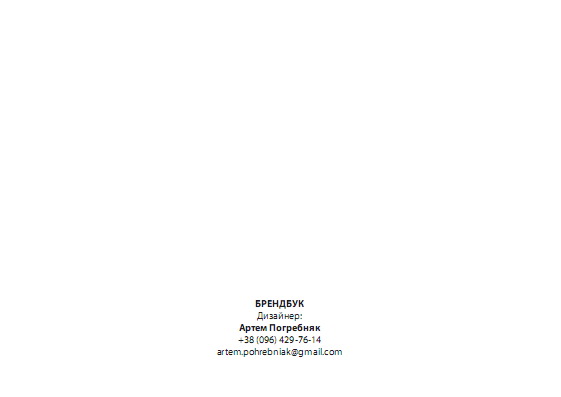 БРЕНДБУК
Дизайнер:
Артем Погребняк
+38 (096) 429-76-14
artem.pohrebniak@gmail.com